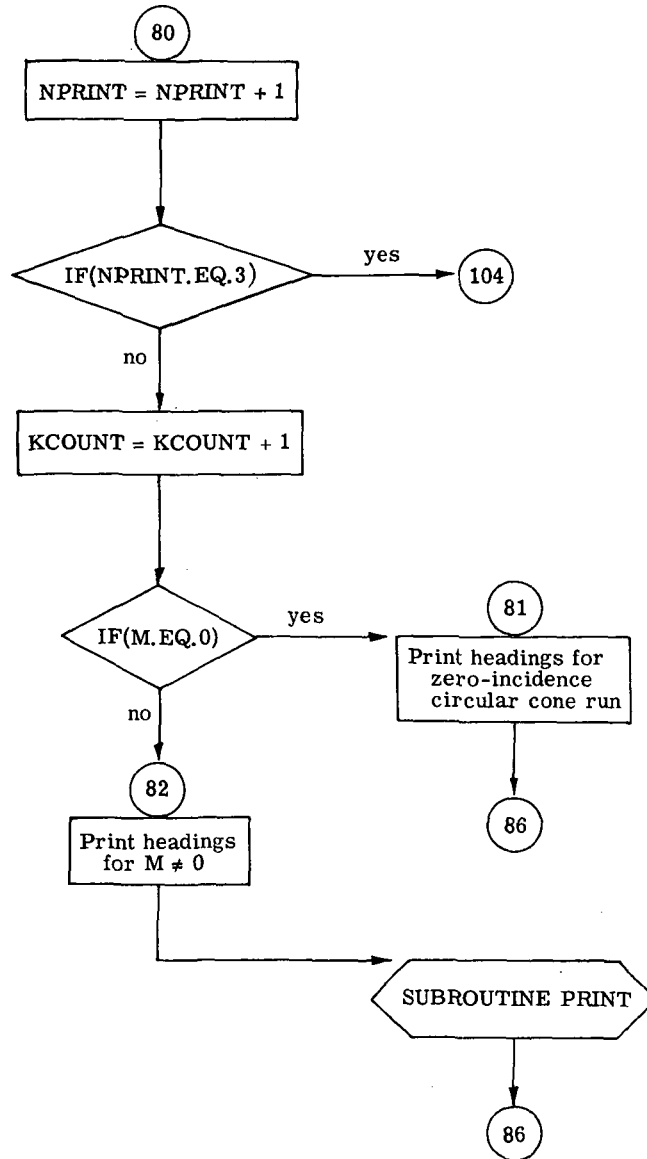 80
NPRINT = NPRINT + 1
IF(NPRINT.EQ.3)
yes
104
no
KCOUNT = KCOUNT + 1
IF(M.EQ.0)
yes
81
Print headings for
zero-incidence
circular cone run
no
82
86
Print headings
for M ≠ 0
SUBROUTINE PRINT
86